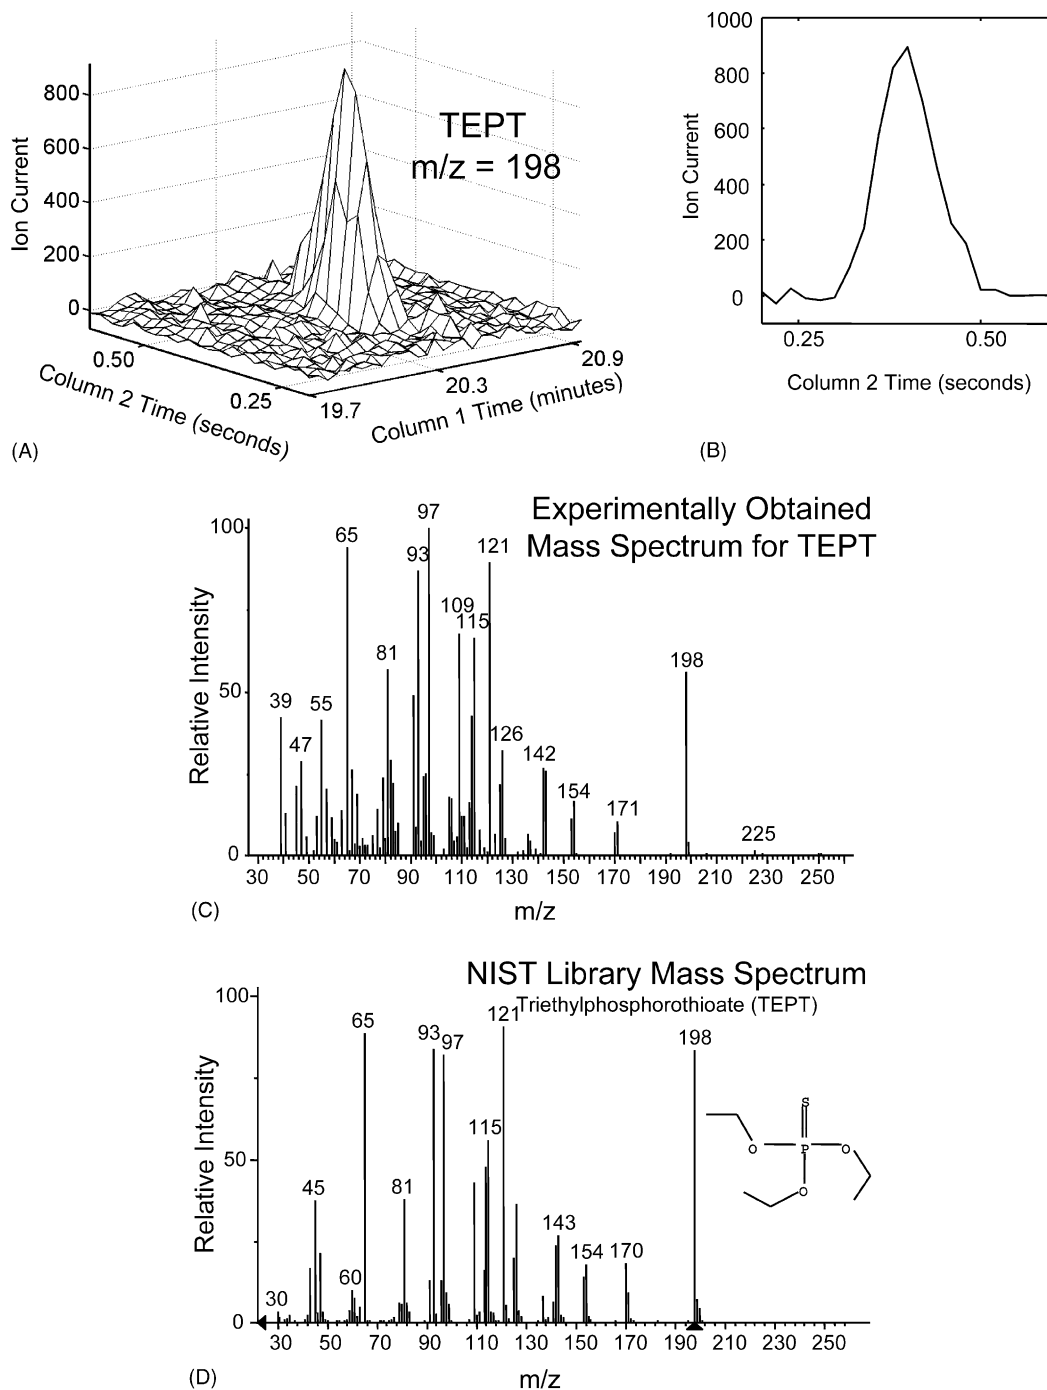 800
600
400
200
0
Ion Current
TEPT
m/z = 198
0.50
0.25
Column 2 Time (seconds)
19.7
20.3
20.9
Column 1 Time (minutes)
(A)
1000
800
600
400
200
0
Ion Current
0.25
0.50
Column 2 Time (seconds)
(B)
Experimentally Obtained
Mass Spectrum for TEPT
100
50
0
Relative Intensity
39
47
55
65
81
93
97
109
115
121
126
142
154
171
198
225
30 50 70 90 110 130 150 170 190 210 230 250
m/z
(C)
NIST Library Mass Spectrum
Triethylphosphorothioate (TEPT)
100
50
0
Relative Intensity
30
45
60
65
81
93
97
115
121
143
154
170
198
S
O
P
O
O
30 50 70 90 110 130 150 170 190 210 230 250
m/z
(D)